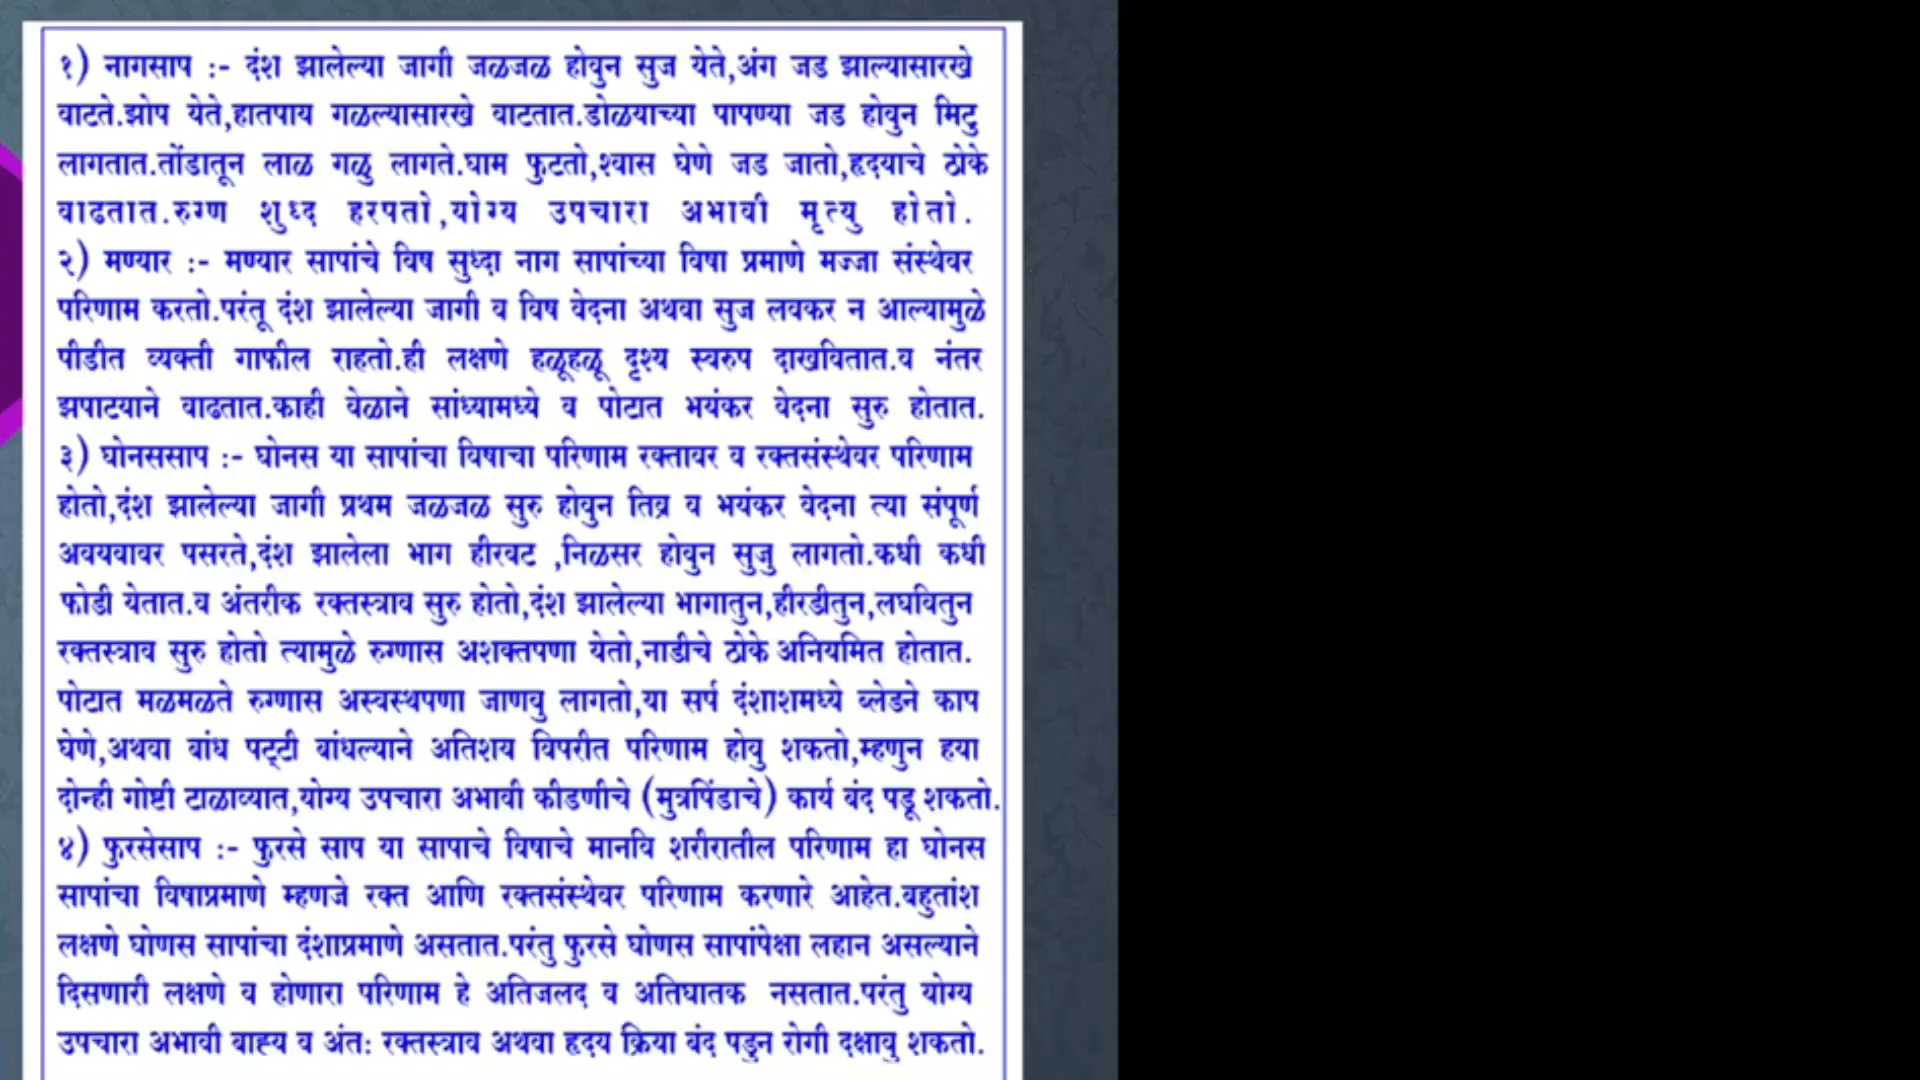 १) नागसाप :- दंश झालेल्या जागी जळजळ होवुन सुज येते,अंग जड झाल्यासारखे
वाटते.झोप येते,हातपाय गळल्यासारखे वाटतात.डोळयाच्या पापण्या जड होवुन मिटु
लागतात.तोंडातून लाळ गळु लागते.घाम फुटतो,श्वास घेणे जड जातो,हृदयाचे ठोके
वाढतात.रुग्ण शुध्द हरपतो,योग्य उपचारा अभावी मृत्यु होतो.
२) मण्यार :- मण्यार सापांचे विष सुध्दा नाग सापांच्या विषा प्रमाणे मज्जा संस्थेवर
परिणाम करतो.परंतू दंश झालेल्या जागी व विष वेदना अथवा सुज लवकर न आल्यामुळे
पीडीत व्यक्ती गाफील राहतो.ही लक्षणे हळूहळू दृश्य स्वरुप दाखवितात.व नंतर
झपाटयाने वाढतात.काही वेळाने सांध्यामध्ये व पोटात भयंकर वेदना सुरु होतात.
३) घोनससाप :- घोनस या सापांचा विषाचा परिणाम रक्तावर व रक्तसंस्थेवर परिणाम
होतो,दंश झालेल्या जागी प्रथम जळजळ सुरु होवुन तिव्र व भयंकर वेदना त्या संपूर्ण
अवयवावर पसरते,दंश झालेला भाग हीरवट ,निळसर होवुन सुजु लागतो.कधी कधी
फोडी येतात.व अंतरीक रक्तस्त्राव सुरु होतो,दंश झालेल्या भागातुन,हीरडीतुन,लघवितुन
रक्तस्त्राव सुरु होतो त्यामुळे रुग्णास अशक्तपणा येतो,नाडीचे ठोके अनियमित होतात.
पोटात मळमळते रुग्णास अस्वस्थपणा जाणवु लागतो,या सर्प दंशाशमध्ये ब्लेडने काप
घेणे,अथवा बांध पट्टी बांधल्याने अतिशय विपरीत परिणाम होवु शकतो,म्हणुन हया
दोन्ही गोष्टी टाळाव्यात,योग्य उपचारा अभावी कीडणीचे (मुत्रपिंडाचे) कार्य बंद पडू शकतो.
४) फुरसेसाप :- फुरसे साप या सापाचे विषाचे मानवि शरीरातील परिणाम हा घोनस
सापांचा विषाप्रमाणे म्हणजे रक्त आणि रक्तसंस्थेवर परिणाम करणारे आहेत.बहुतांश
लक्षणे घोणस सापांचा दंशाप्रमाणे असतात.परंतु फुरसे घोणस सापांपेक्षा लहान असल्याने
दिसणारी लक्षणे व होणारा परिणाम हे अतिजलद व अतिघातक नसतात.परंतु योग्य
उपचारा अभावी बाह्य व अंत: रक्तस्त्राव अथवा हृदय क्रिया बंद पडुन रोगी दक्षावु शकतो.